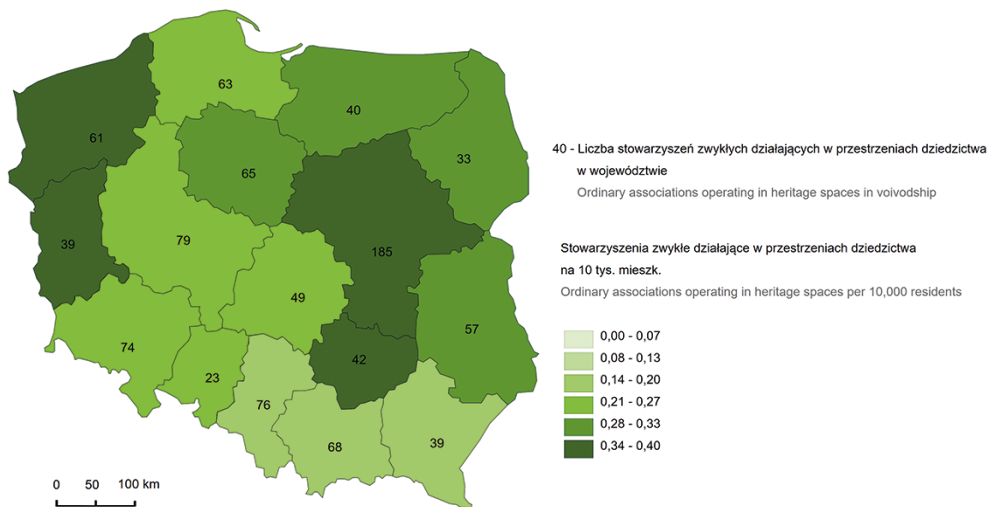 63
40
61
33
65
39
79
185
49
57
74
42
23
76
68
39
0 50 100 km
40 - Liczba stowarzyszeń zwykłych działających w przestrzeniach dziedzictwa
w województwie
Ordinary associations operating in heritage spaces in voivodship
Stowarzyszenia zwykłe działające w przestrzeniach dziedzictwa
na 10 tys. mieszk.
Ordinary associations operating in heritage spaces per 10,000 residents
0,00 - 0,07
0,08 - 0,13
0,14 - 0,20
0,21 - 0,27
0,28 - 0,33
0,34 - 0,40